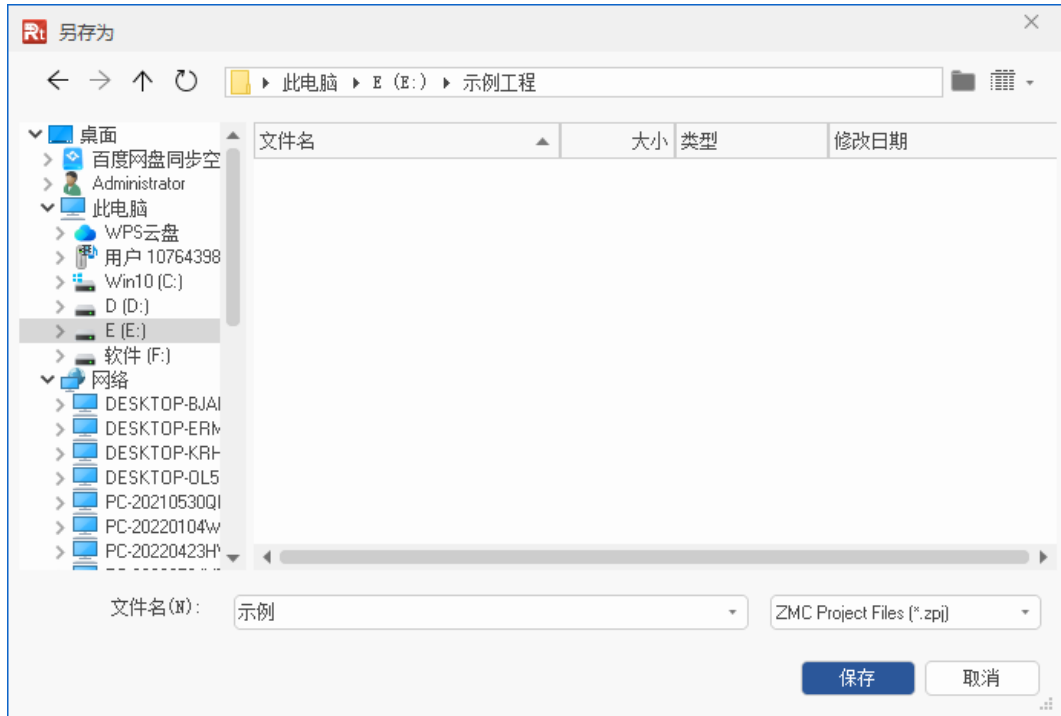 Rt 另存为
此电脑 E (E:) 示例工程
桌面
百度网盘同步空
Administrator
此电脑
WPS云盘
用户 10764398
Win10 (C:)
D (D:)
E (E:)
软件 (F:)
网络
DESKTOP-BJAI
DESKTOP-ERM
DESKTOP-KRH
DESKTOP-OL5
PC-20210530QI
PC-20220104W
PC-20220423H
文件名 大小 类型 修改日期
文件名(N): 示例 ZMC Project Files (*.zpj)
保存 取消